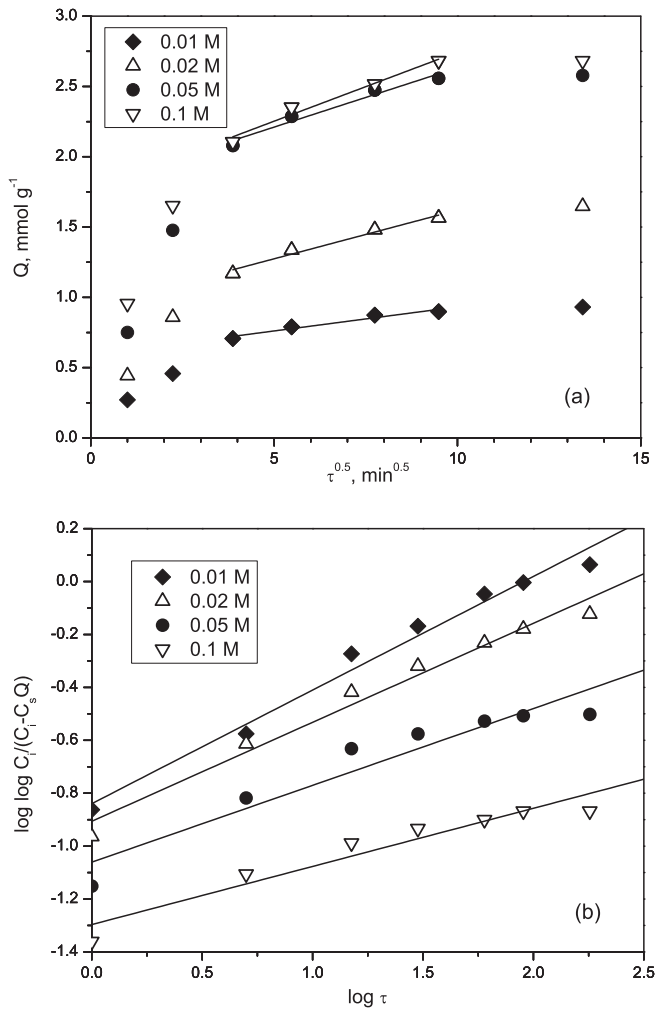 3.0
2.5
2.0
1.5
1.0
0.5
0.0
Q, mmol g⁻¹
0.01 M
0.02 M
0.05 M
0.1 M
(a)
0 5 10 15
τ⁰·⁵, min⁰·⁵
0.2
0.0
-0.2
-0.4
-0.6
-0.8
-1.0
-1.2
-1.4
log log Cᵢ/(Cᵢ-CₛQ)
0.01 M
0.02 M
0.05 M
0.1 M
(b)
0.0 0.5 1.0 1.5 2.0 2.5
log τ